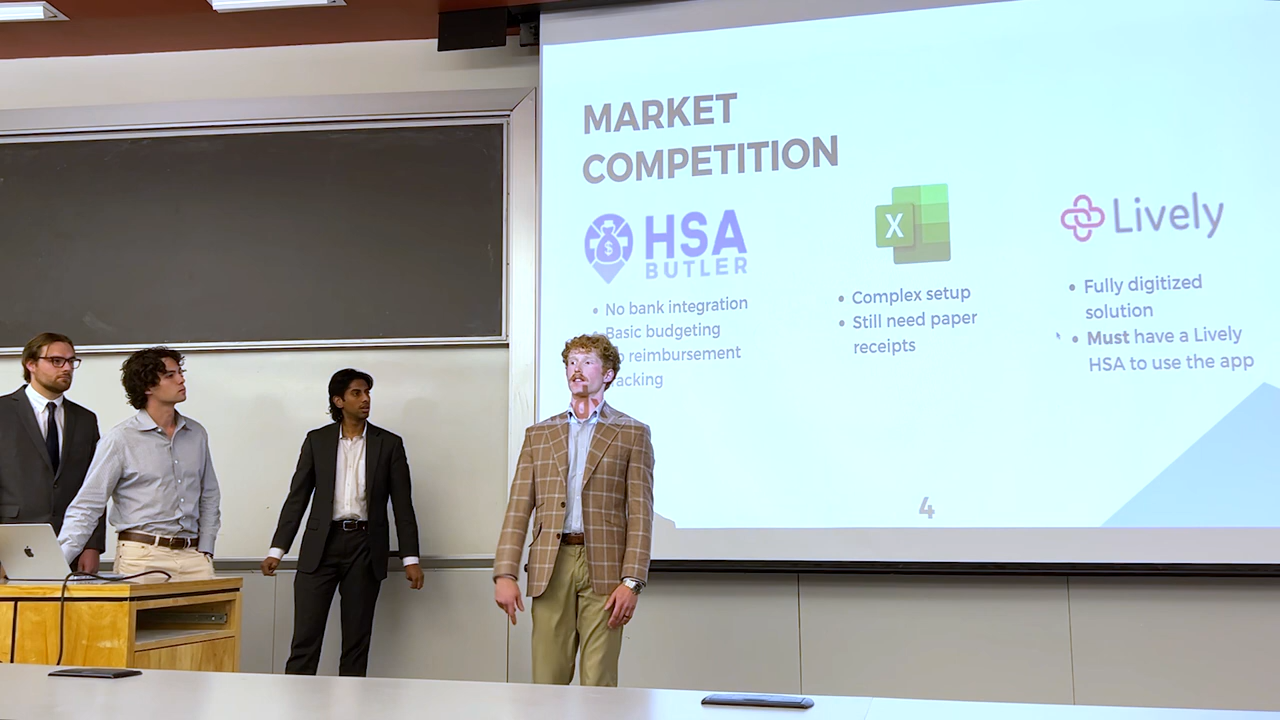 MARKET
COMPETITION
HSA
BUTLER
$
No bank integration
Basic budgeting
reimbursement
X
Complex setup
Still need paper
receipts
Lively
Fully digitized
solution
Must have a Lively
HSA to use the app
4